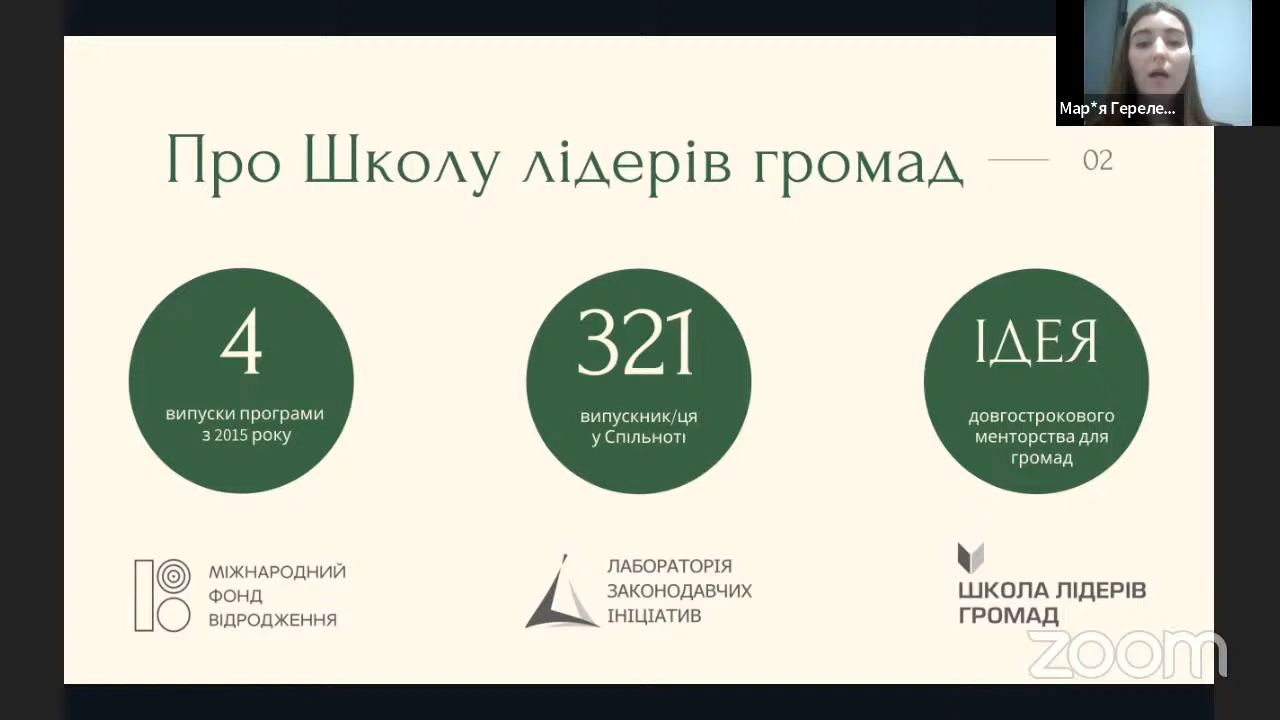 Мар*я Гереле...
Про Школу лідерів громад
02
4
випуски програми
з 2015 року
321
випускник/ця
у Спільноті
ІДЕЯ
довгострокового
менторства для
громад
МІЖНАРОДНИЙ
ФОНД
ВІДРОДЖЕННЯ
ЛАБОРАТОРІЯ
ЗАКОНОДАВЧИХ
ІНІЦІАТИВ
ШКОЛА ЛІДЕРІВ
ГРОМАД
zoom